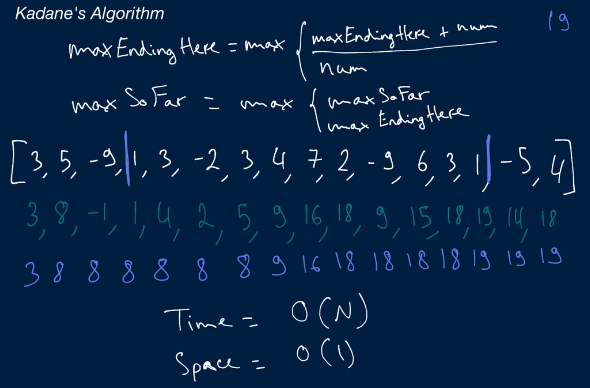 Kadane's Algorithm
19
maxEndingHere = max { maxEndingHere + num
num
maxSoFar = max { maxSoFar
maxEndingHere
[3, 5, -9, 1, 3, -2, 3, 4, 7, 2, -9, 6, 3, 1, -5, 4]
3, 8, -1, 1, 4, 2, 5, 9, 16, 18, 9, 15, 18, 19, 14, 18
3 8 8 8 8 8 8 9 16 18 18 18 18 19 19 19
Time = O(N)
Space = O(1)